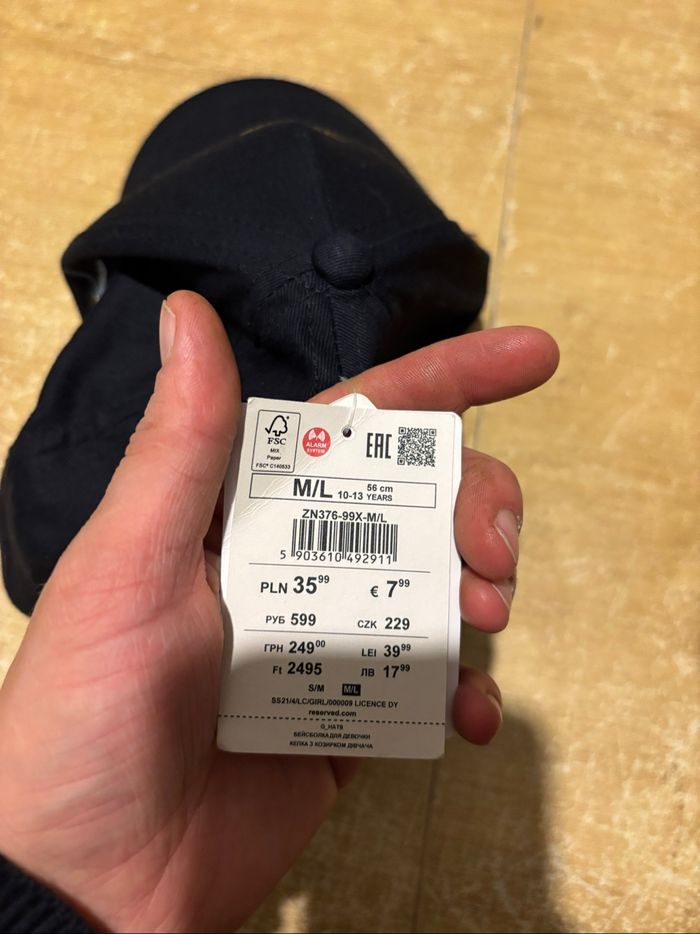 FSC
MIX
Paper
FSC® C140533
ALARM
SYSTEM
EAC
M/L 56 cm
10-13 YEARS
ZN376-99X-M/L
5 903610 492911
PLN 35⁹⁹ € 7⁹⁹
РУБ 599 CZK 229
ГРН 249⁰⁰ LEI 39⁹⁹
Ft 2495 ЛВ 17⁹⁹
S/M M/L
SS21/4/LC/GIRL/000009 LICENCE DY
reserved.com
G_HATS
БЕЙСБОЛКА ДЛЯ ДЕВОЧКИ
КЕПКА З КОЗИРКОМ ДІВЧАЧА